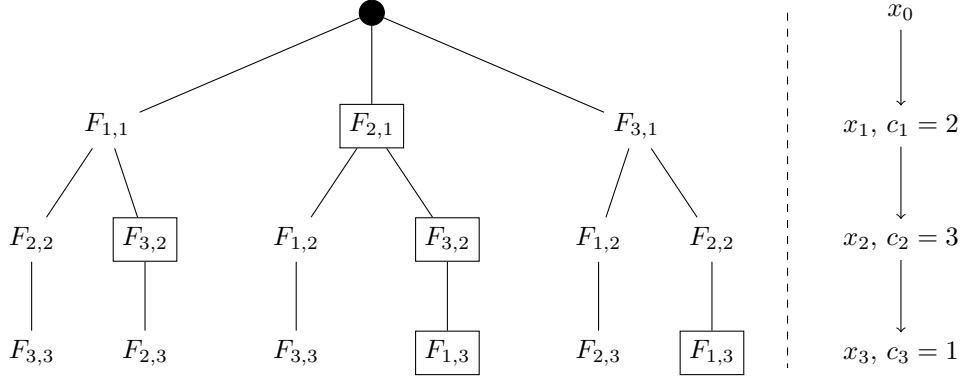 x_0
F_{1,1} F_{2,1} F_{3,1} x_1, c_1 = 2
F_{2,2} F_{3,2} F_{1,2} F_{3,2} F_{1,2} F_{2,2} x_2, c_2 = 3
F_{3,3} F_{2,3} F_{3,3} F_{1,3} F_{2,3} F_{1,3} x_3, c_3 = 1